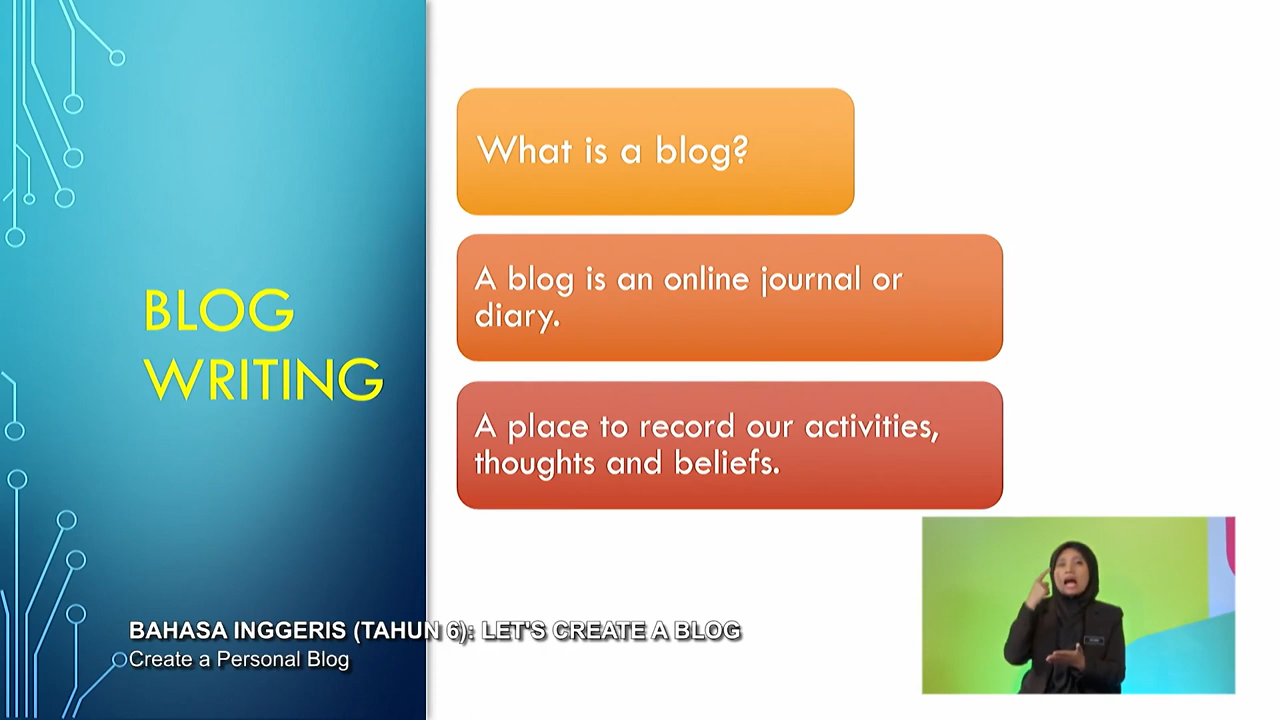 BLOG
WRITING
What is a blog?
A blog is an online journal or
diary.
A place to record our activities,
thoughts and beliefs.
BAHASA INGGERIS (TAHUN 6): LET'S CREATE A BLOG
Create a Personal Blog